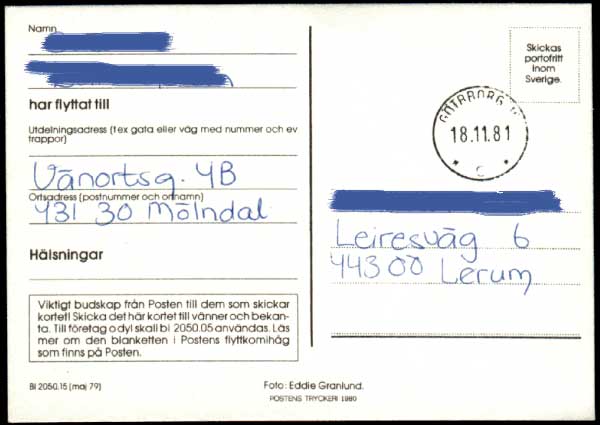 Namn
har flyttat till
Utdelningsadress (t ex gata eller väg med nummer och ev
trappor)
Vänortsg. 4B
Ortsadress (postnummer och ortnamn)
431 30 Mölndal
Hälsningar
Viktigt budskap från Posten till dem som skickar
kortet! Skicka det här kortet till vänner och bekan-
ta. Till företag o dyl skall bl 2050.05 användas. Läs
mer om den blanketten i Postens flyttkomihåg
som finns på Posten.
Bl 2050.15 (maj 79)
Foto: Eddie Granlund.
POSTENS TRYCKERI 1980
Skickas
portofritt
inom
Sverige.
GÖTEBORG
18.11.81
C
Leiresväg 6
443 00 Lerum